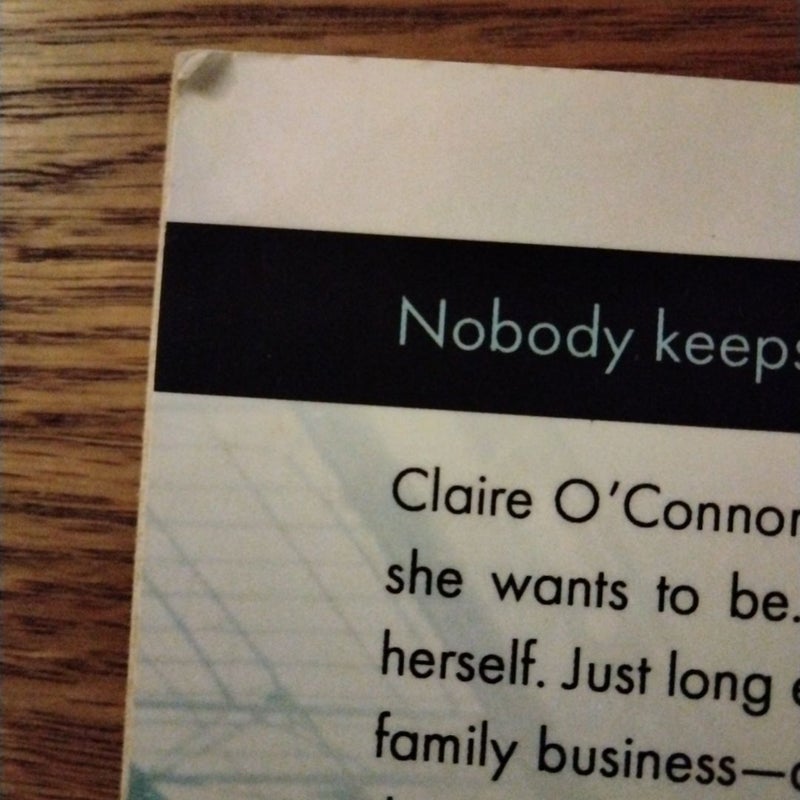 Nobody keeps
Claire O'Connor
she wants to be.
herself. Just long
family business—